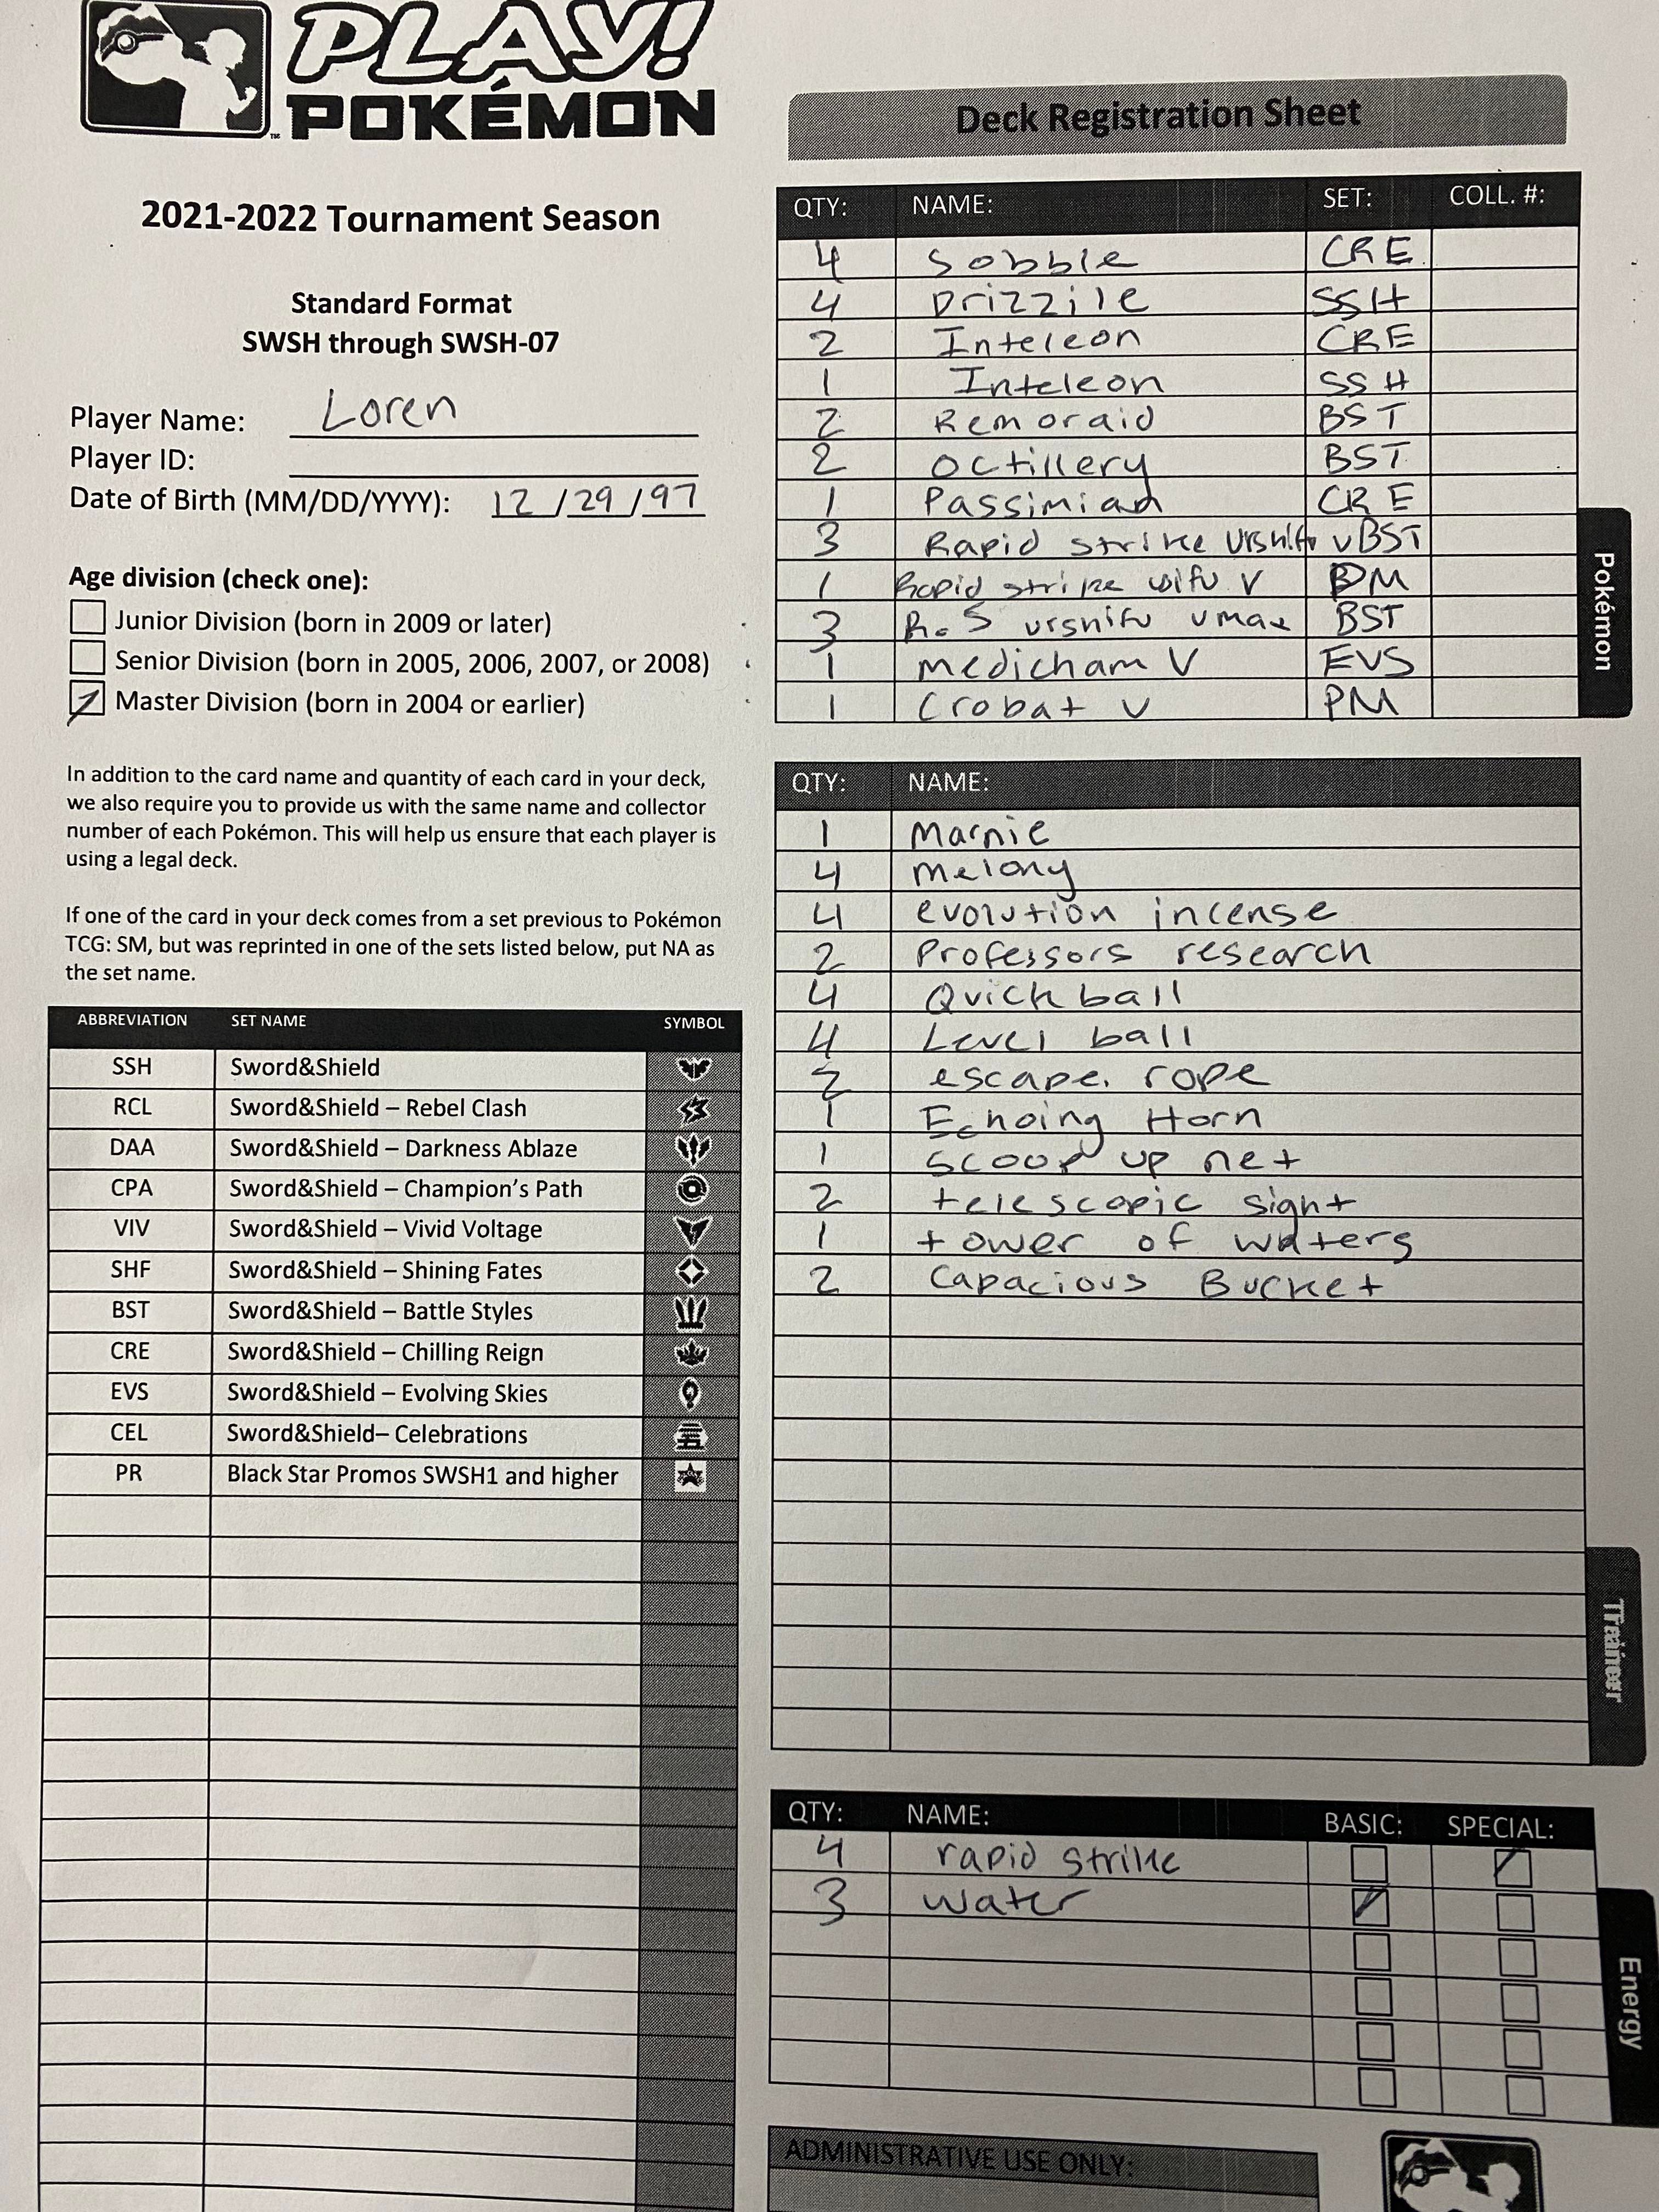 PLAY!
POKÉMON
TM
2021-2022 Tournament Season
Standard Format
SWSH through SWSH-07
Player Name: Loren
Player ID:
Date of Birth (MM/DD/YYYY): 12/29/97
Age division (check one):
Junior Division (born in 2009 or later)
Senior Division (born in 2005, 2006, 2007, or 2008)
Master Division (born in 2004 or earlier)
In addition to the card name and quantity of each card in your deck,
we also require you to provide us with the same name and collector
number of each Pokémon. This will help us ensure that each player is
using a legal deck.
If one of the card in your deck comes from a set previous to Pokémon
TCG: SM, but was reprinted in one of the sets listed below, put NA as
the set name.
ABBREVIATION SET NAME SYMBOL
SSH Sword&Shield
RCL Sword&Shield – Rebel Clash
DAA Sword&Shield – Darkness Ablaze
CPA Sword&Shield – Champion's Path
VIV Sword&Shield – Vivid Voltage
SHF Sword&Shield – Shining Fates
BST Sword&Shield – Battle Styles
CRE Sword&Shield – Chilling Reign
EVS Sword&Shield – Evolving Skies
CEL Sword&Shield– Celebrations
PR Black Star Promos SWSH1 and higher
Deck Registration Sheet
QTY: NAME: SET: COLL. #:
4 Sobble CRE
4 Drizzile SSH
2 Inteleon CRE
1 Inteleon SSH
2 Remoraid BST
2 Octillery BST
1 Passimian CRE
3 Rapid strike Urshifu V BST
1 Rapid strike V
3 R.S urshifu vmax BST
1 Medicham V EVS
1 Crobat V PM
Pokémon
QTY: NAME:
1 Marnie
4 Melony
4 evolution incense
2 Professors research
4 Quick ball
4 Level ball
2 escape rope
1 Echoing Horn
1 scoop up net
2 telescopic sight
1 tower of waters
2 Capacious Bucket
Trainer
QTY: NAME: BASIC: SPECIAL:
4 rapid strike
3 water
Energy
ADMINISTRATIVE USE ONLY: